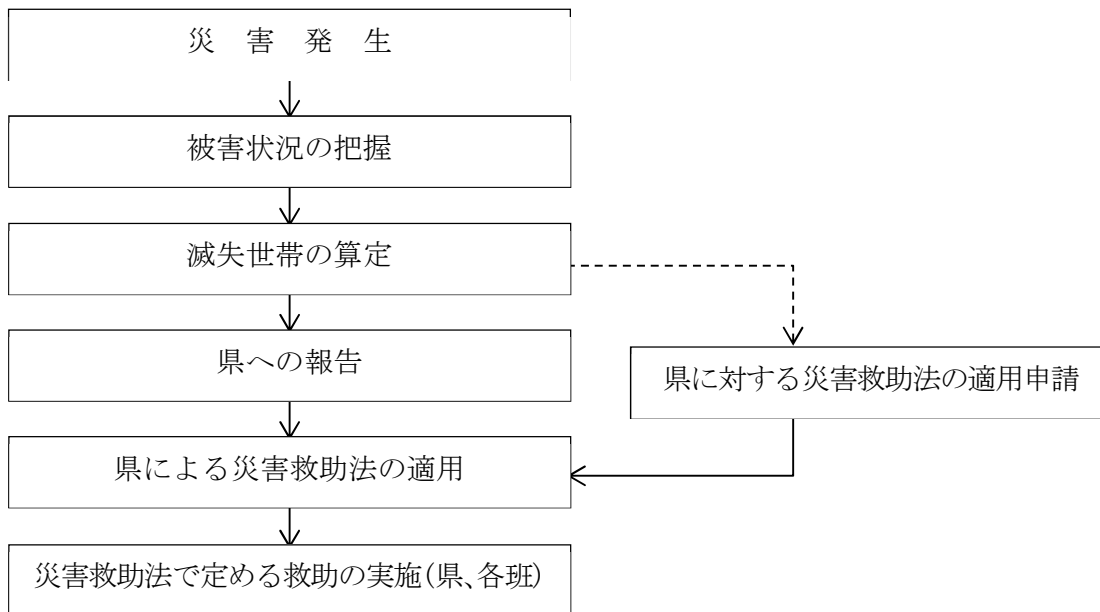 災　害　発　生
被害状況の把握
滅失世帯の算定
県への報告
県に対する災害救助法の適用申請
県による災害救助法の適用
災害救助法で定める救助の実施(県、各班)